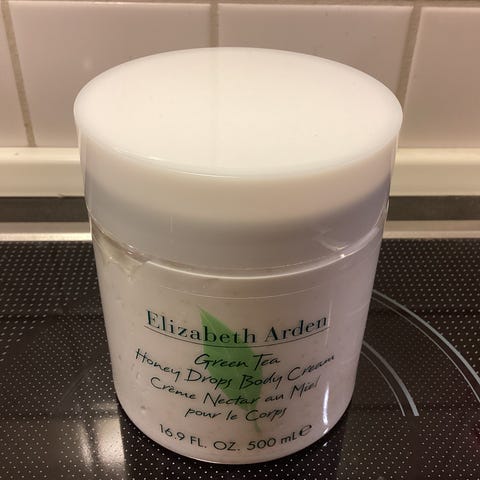 Elizabeth Arden
Green Tea
Honey Drops Body Cream
Crème Nectar au Miel
pour le Corps
16.9 FL. OZ. 500 mL℮